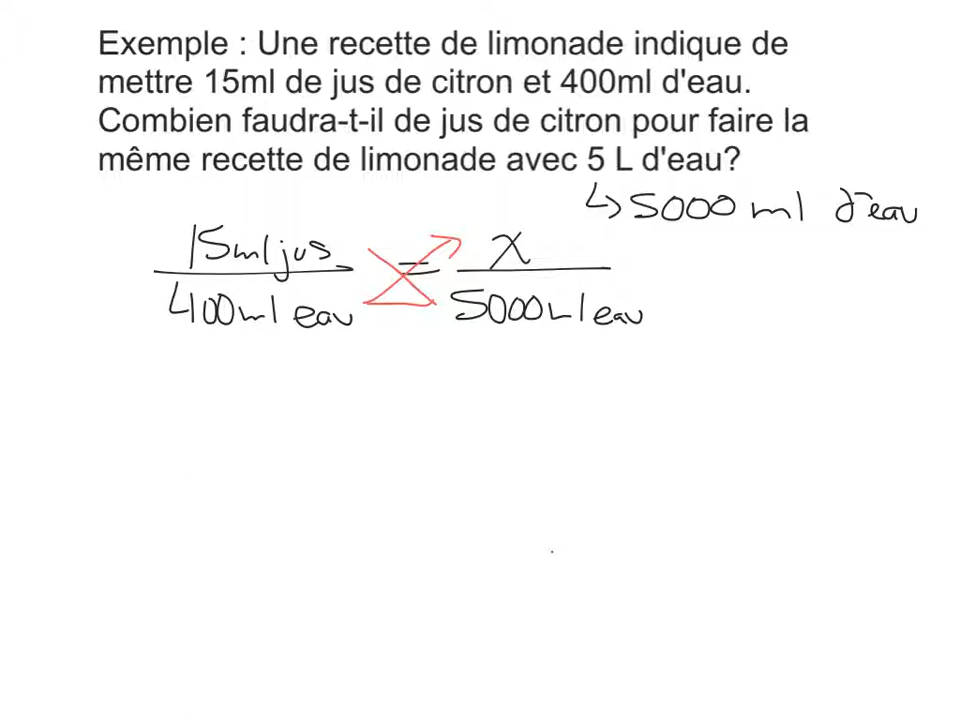 Exemple : Une recette de limonade indique de
mettre 15ml de jus de citron et 400ml d'eau.
Combien faudra-t-il de jus de citron pour faire la
même recette de limonade avec 5 L d'eau?
↳ 5000 ml d'eau
15ml jus = x
400ml eau 5000ml eau